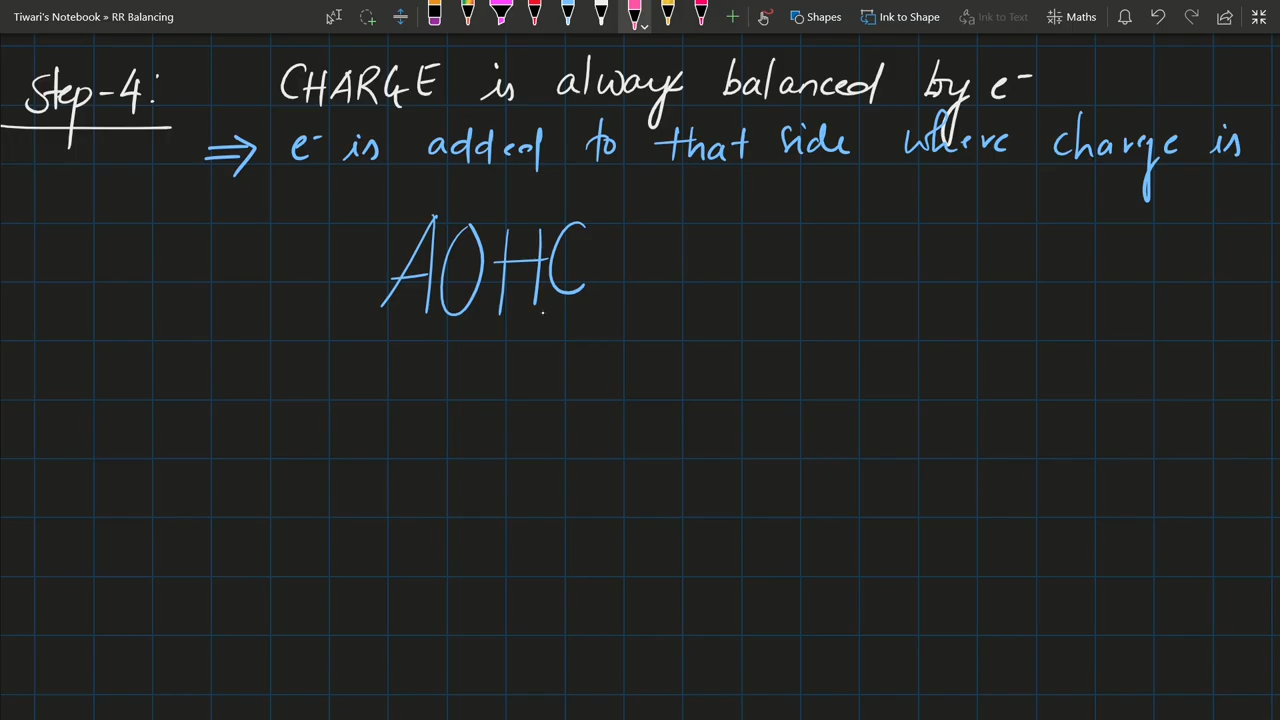 Tiwari's Notebook » RR Balancing
Shapes
Ink to Shape
Ink to Text
Maths
Step-4: CHARGE is always balanced by e-
⇒ e- is added to that side where charge is
AOHC